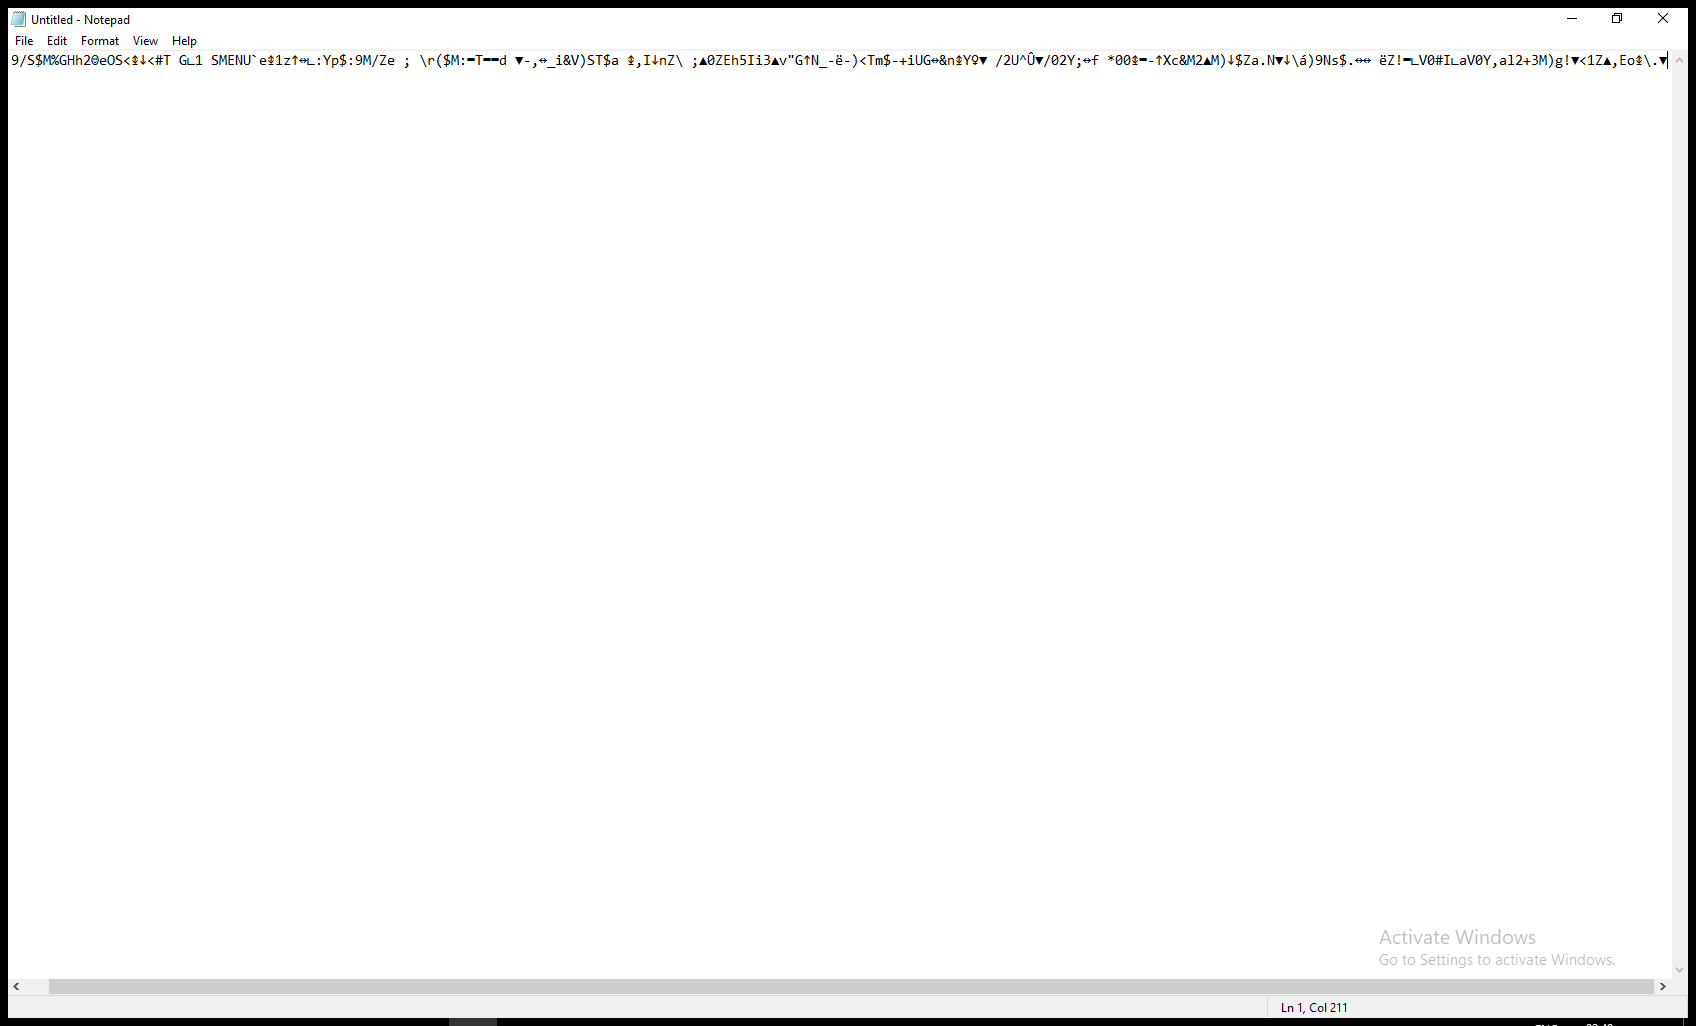 Untitled - Notepad
File Edit Format View Help
9/S$M%GHh2☺eOS<↨↓<#T G∟1 SMENU`e↨1z↑↔∟:Yp$:9M/Ze ; \r($M:▬T▬▬d ▼-,↔_i&V)ST$a ↨,I↓nZ\ ;▲0ZEh5Ii3▲v"G↑N_-ë-)<Tm$-+iUG↔&n↨Y♀▼ /2U^Û▼/02Y;↔f *00↨▬-↑Xc&M2▲M)↓$Za.N▼↓\á)9Ns$.↔↔ ëZ!▬∟V0#I∟aV0Y,al2+3M)g!▼<1Z▲,Eo↨\.▼
Activate Windows
Go to Settings to activate Windows.
Ln 1, Col 211